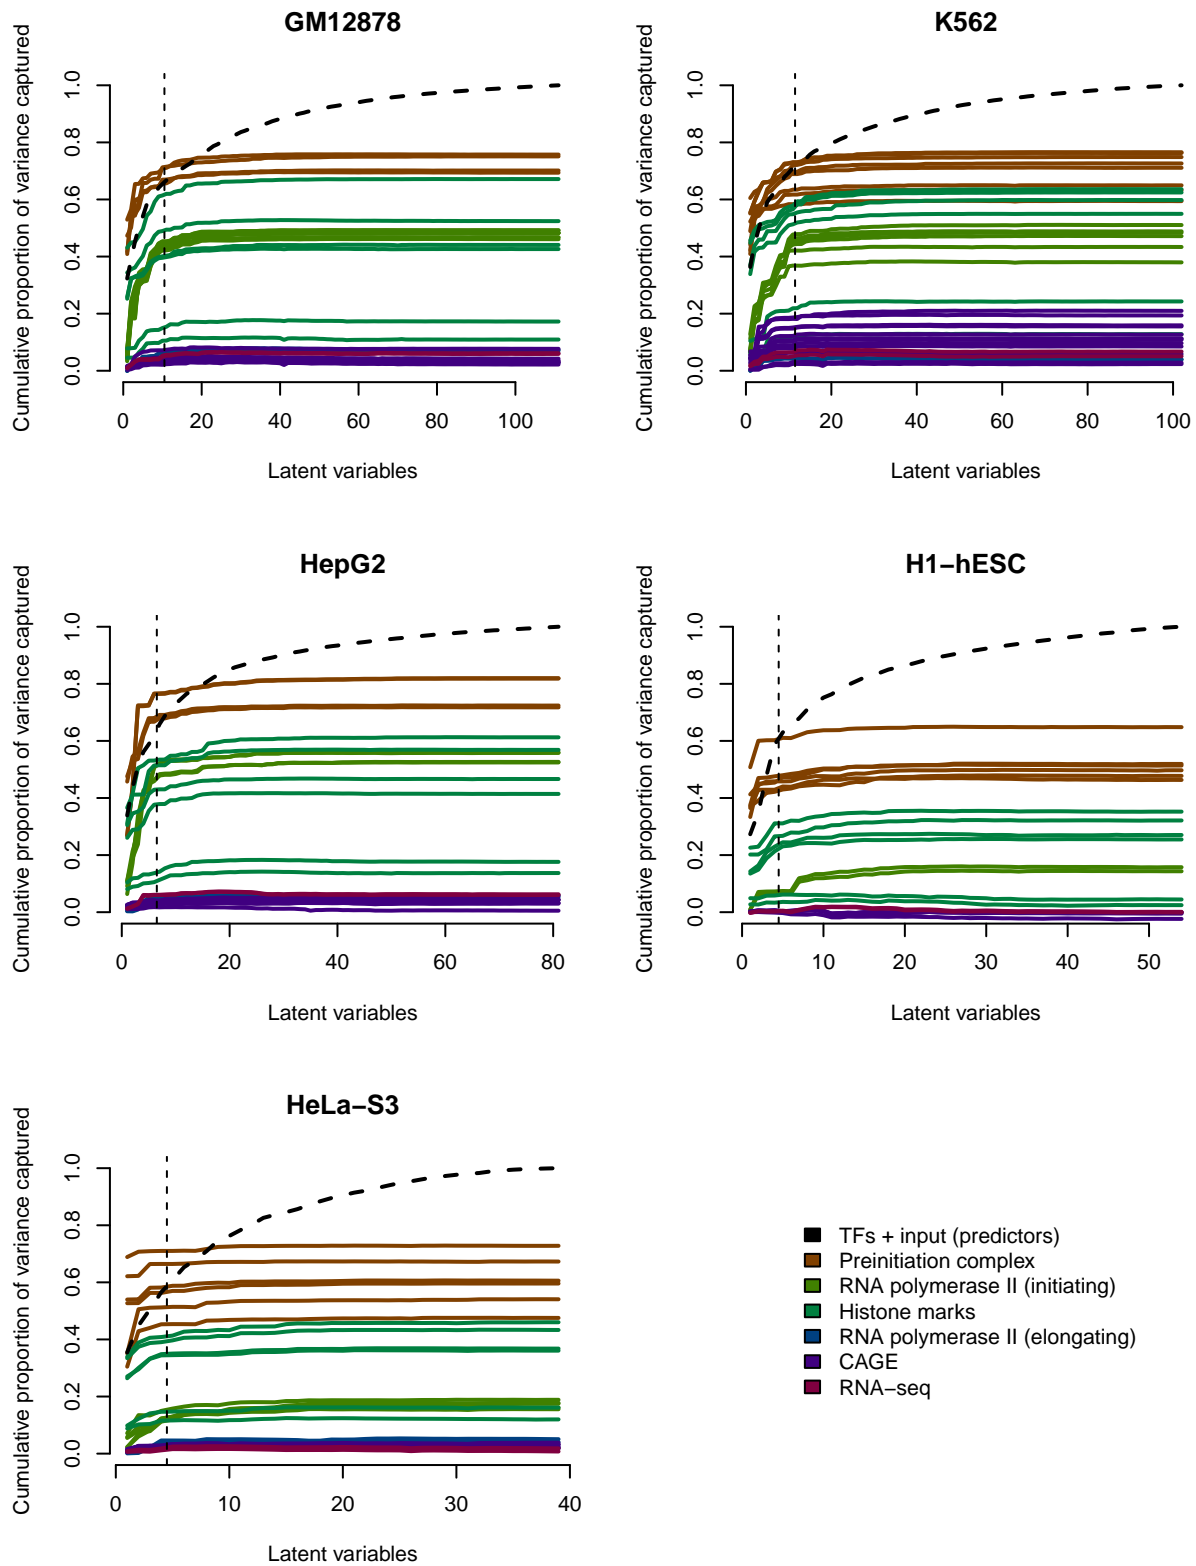 GM12878
Cumulative proportion of variance captured
0.0 0.2 0.4 0.6 0.8 1.0
0 20 40 60 80 100
Latent variables
K562
Cumulative proportion of variance captured
0.0 0.2 0.4 0.6 0.8 1.0
0 20 40 60 80 100
Latent variables
HepG2
Cumulative proportion of variance captured
0.0 0.2 0.4 0.6 0.8 1.0
0 20 40 60 80
Latent variables
H1−hESC
Cumulative proportion of variance captured
0.0 0.2 0.4 0.6 0.8 1.0
0 10 20 30 40 50
Latent variables
HeLa−S3
Cumulative proportion of variance captured
0.0 0.2 0.4 0.6 0.8 1.0
0 10 20 30 40
Latent variables
TFs + input (predictors)
Preinitiation complex
RNA polymerase II (initiating)
Histone marks
RNA polymerase II (elongating)
CAGE
RNA−seq